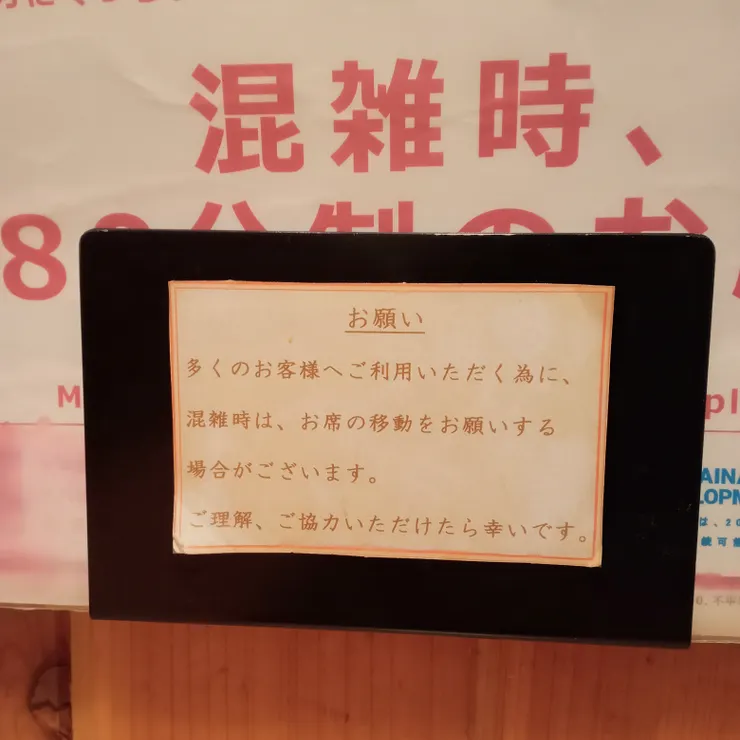 混雑時、
お願い
多くのお客様へご利用いただく為に、
混雑時は、お席の移動をお願いする
場合がございます。
ご理解、ご協力いただけたら幸いです。